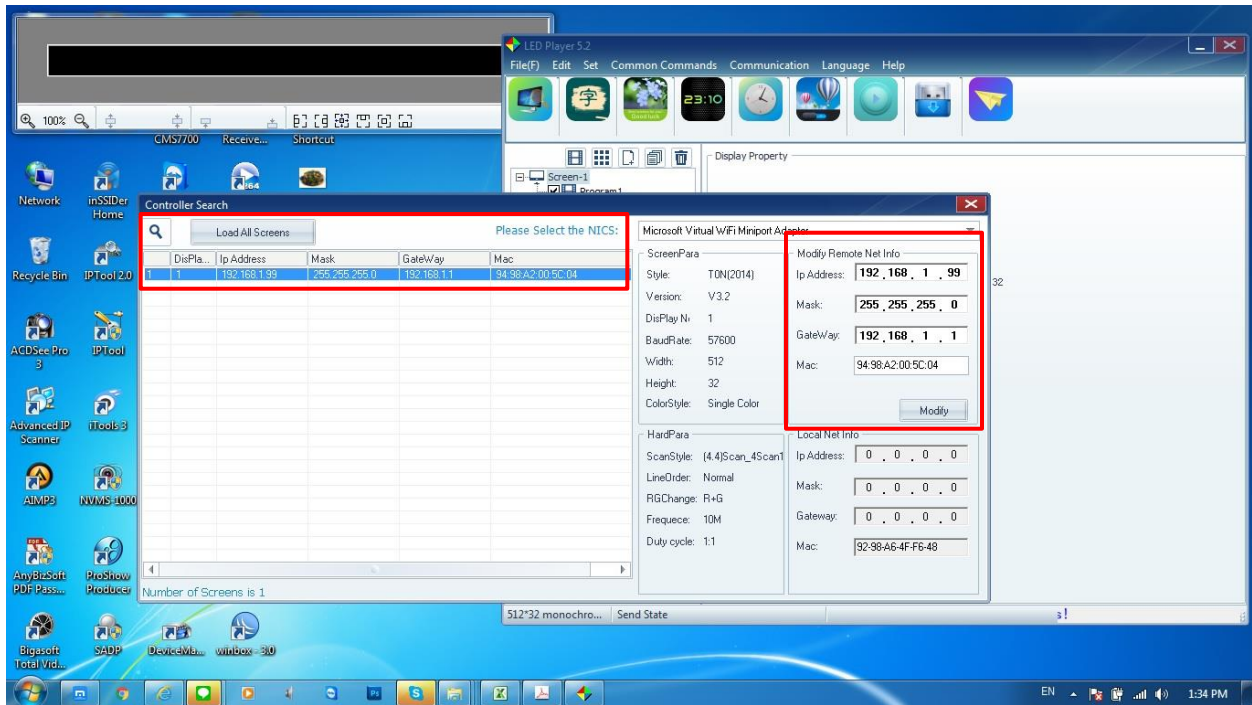 100%
LED Player 5.2
File(F) Edit Set Common Commands Communication Language Help
字
23:10
CMS7700
Receive...
Shortcut
Display Property
Screen-1
Program1
Network
inSSIDer Home
64
Controller Search
Load All Screens
Please Select the NICS:
Microsoft Virtual WiFi Miniport Adapter
DisPla... Ip Address Mask GateWay Mac
1 1 192.168.1.99 255.255.255.0 192.168.1.1 94:98:A2:00:5C:04
ScreenPara
Style: T0N(2014)
Version: V3.2
DisPlay N
BaudRate: 57600
Width: 512
Height: 32
ColorStyle: Single Color
Modify Remote Net Info
Ip Address: 192 . 168 . 1 . 99
Mask: 255 . 255 . 255 . 0
GateWay: 192 . 168 . 1 . 1
Mac: 94:98:A2:00:5C:04
Modify
32
HardPara
ScanStyle: (4.4)Scan_4Scan1
LineOrder: Normal
RGChange: R+G
Frequece: 10M
Duty cycle: 1:1
Local Net Info
Ip Address: 0 . 0 . 0 . 0
Mask: 0 . 0 . 0 . 0
Gateway: 0 . 0 . 0 . 0
Mac: 92-98-A6-4F-F6-48
Number of Screens is 1
Recycle Bin
IPTool 2.0
ACDSee Pro 3
IPTool
Advanced IP Scanner
iTools 3
AIMP3
NVMS-1000
AnyBizSoft PDF Pass...
ProShow Producer
512*32 monochro... Send State
s!
Bigasoft Total Vid...
SADP
DeviceMa...
winbox - 3.0
EN
1:34 PM